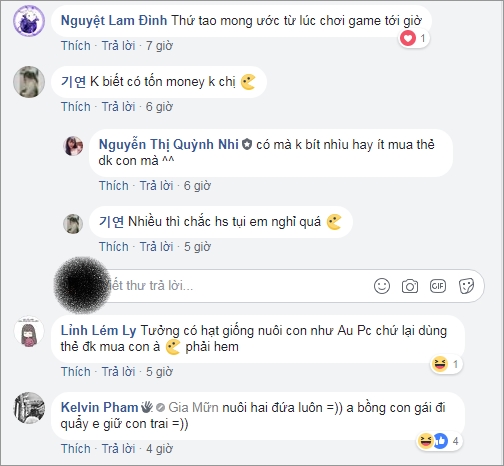 Nguyệt Lam Đình Thứ tao mong ước từ lúc chơi game tới giờ
1
Thích · Trả lời · 7 giờ
기연 K biết có tốn money k chị
Thích · Trả lời · 6 giờ
Nguyễn Thị Quỳnh Nhi có mà k bít nhìu hay ít mua thẻ
dk con mà ^^
Thích · Trả lời · 6 giờ
기연 Nhiều thì chắc hs tụi em nghỉ quá
Thích · Trả lời · 5 giờ
iết thư trả lời...
GIF
Lỉnh Lém Ly Tưởng có hạt giống nuôi con như Au Pc chứ lại dùng
thẻ đk mua con à phải hem
1
Thích · Trả lời · 5 giờ
Kelvin Pham Gia Mữn nuôi hai đứa luôn =)) a bồng con gái đi
quẩy e giữ con trai =))
4
Thích · Trả lời · 4 giờ